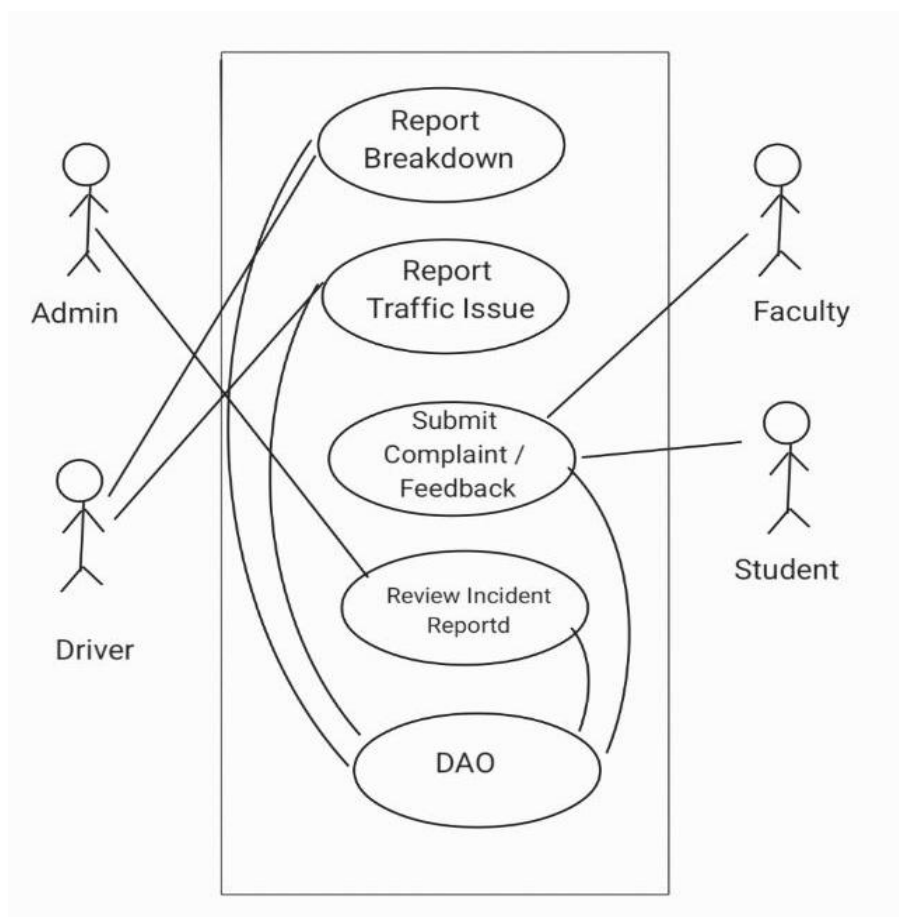 Report
Breakdown
Report
Traffic Issue
Admin
Faculty
Submit
Complaint /
Feedback
Student
Review Incident
Reportd
Driver
DAO